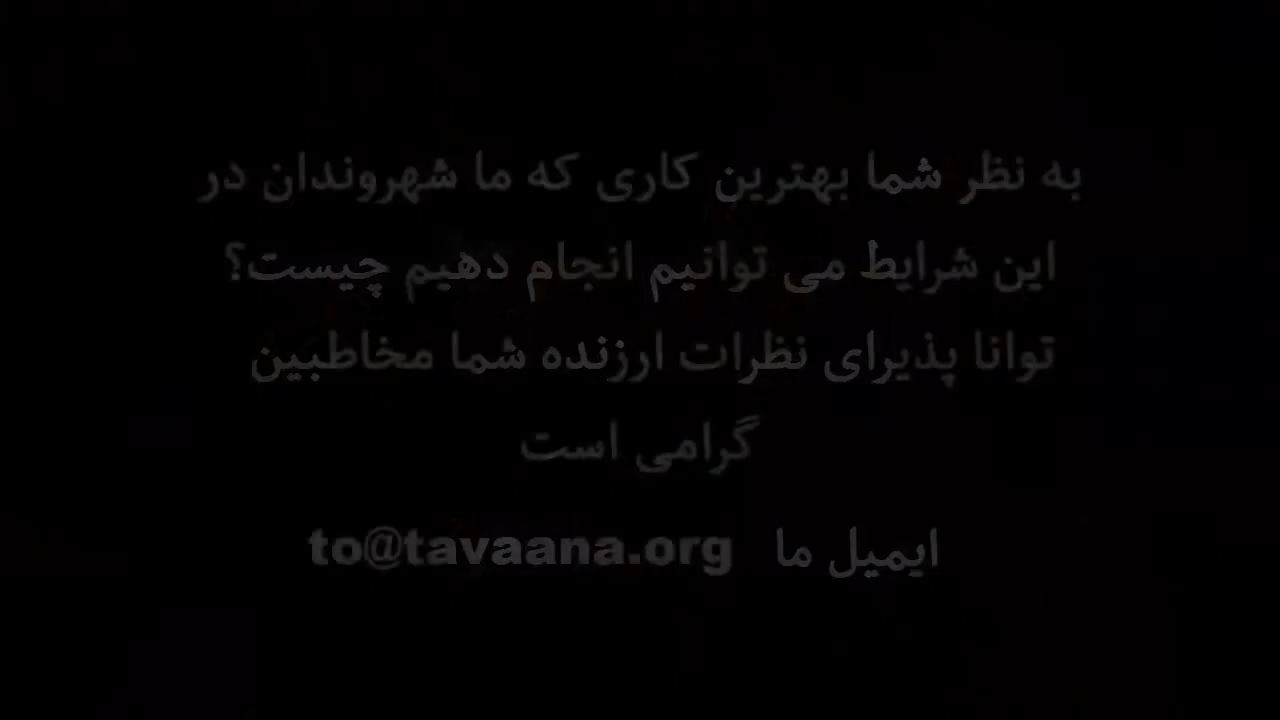 به نظر شما بهترین کاری که ما شهروندان در
این شرایط می توانیم انجام دهیم چیست؟
توانا پذیرای نظرات ارزنده شما مخاطبین
گرامی است
ایمیل ما to@tavaana.org